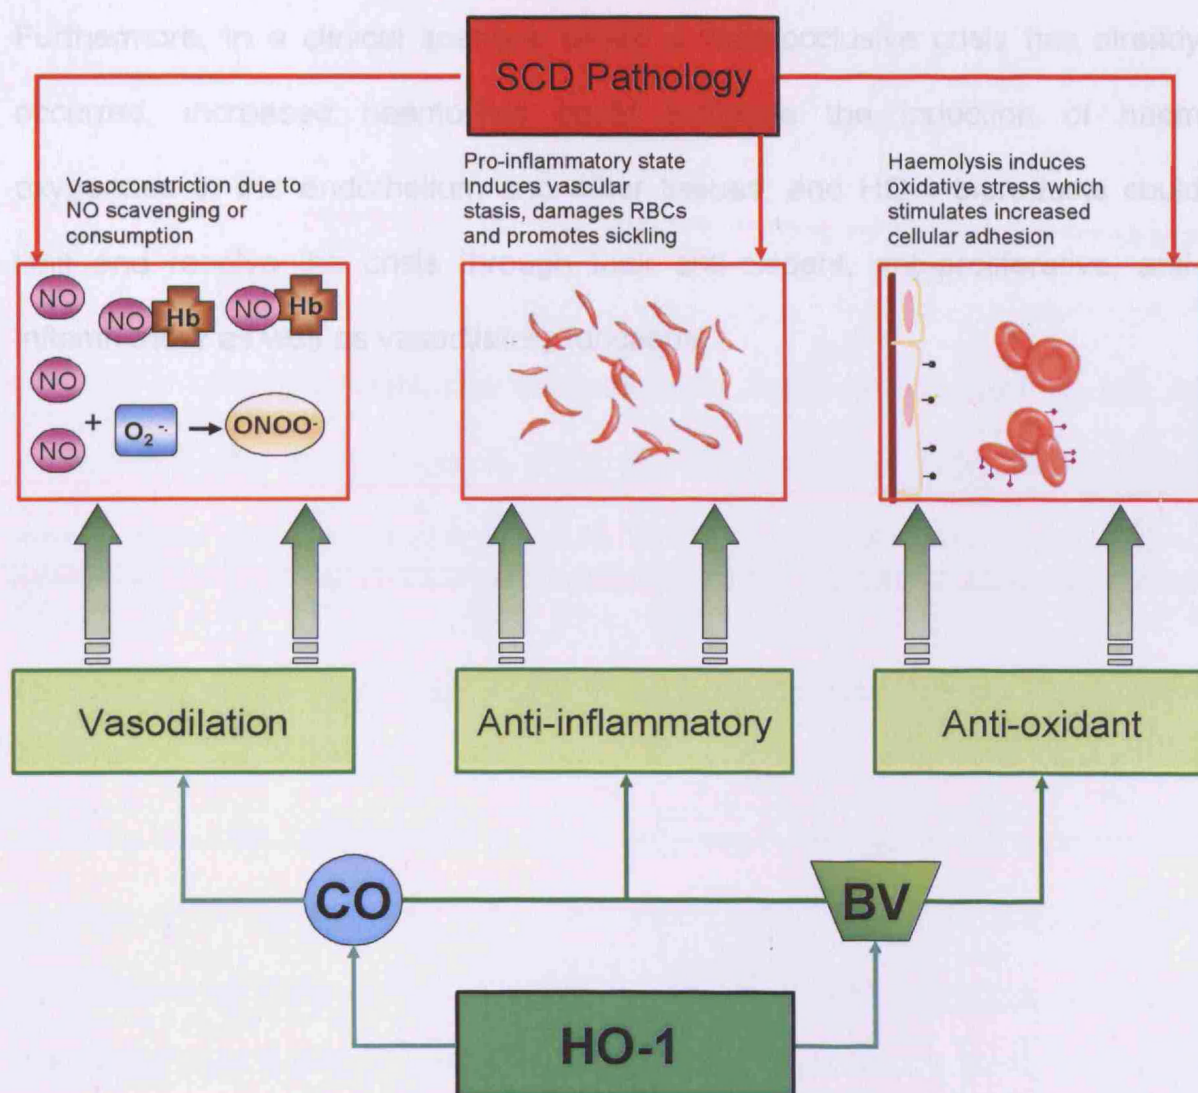 SCD Pathology
Vasoconstriction due to
NO scavenging or
consumption
Pro-inflammatory state
Induces vascular
stasis, damages RBCs
and promotes sickling
Haemolysis induces
oxidative stress which
stimulates increased
cellular adhesion
NO
NO Hb
NO Hb
NO
NO + O2-· ONOO-
Vasodilation
Anti-inflammatory
Anti-oxidant
CO
BV
HO-1